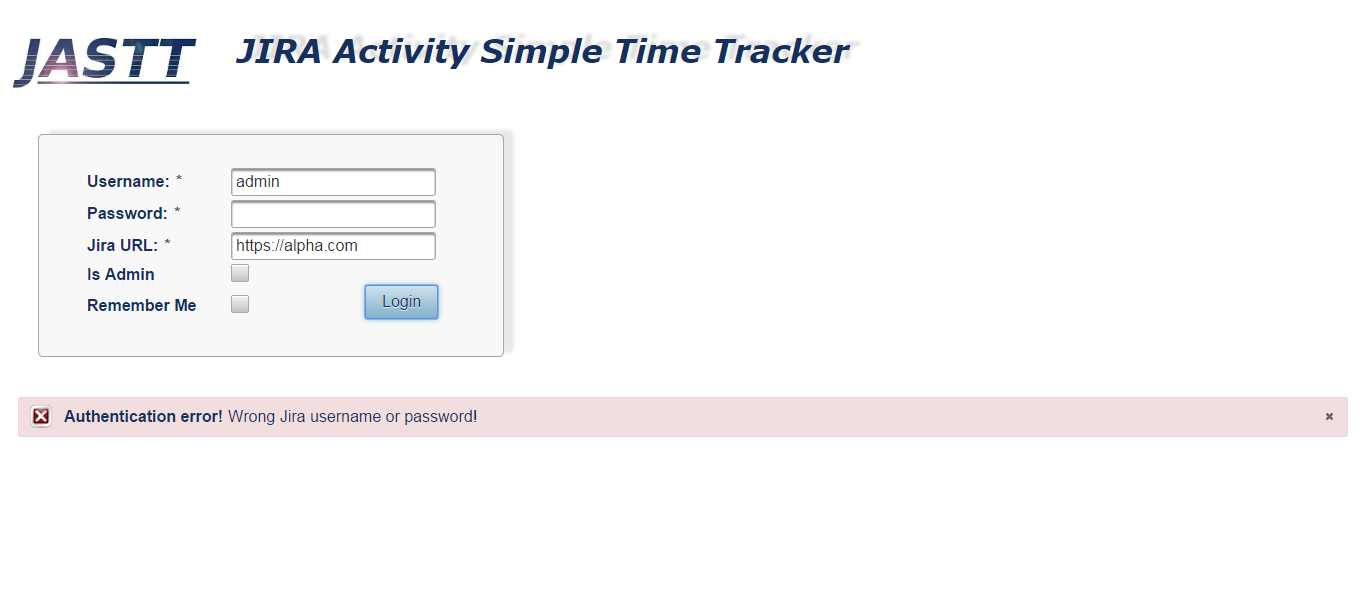 JASTT
JIRA Activity Simple Time Tracker
Username: * admin
Password: *
Jira URL: * https://alpha.com
Is Admin
Remember Me
Login
Authentication error! Wrong Jira username or password!